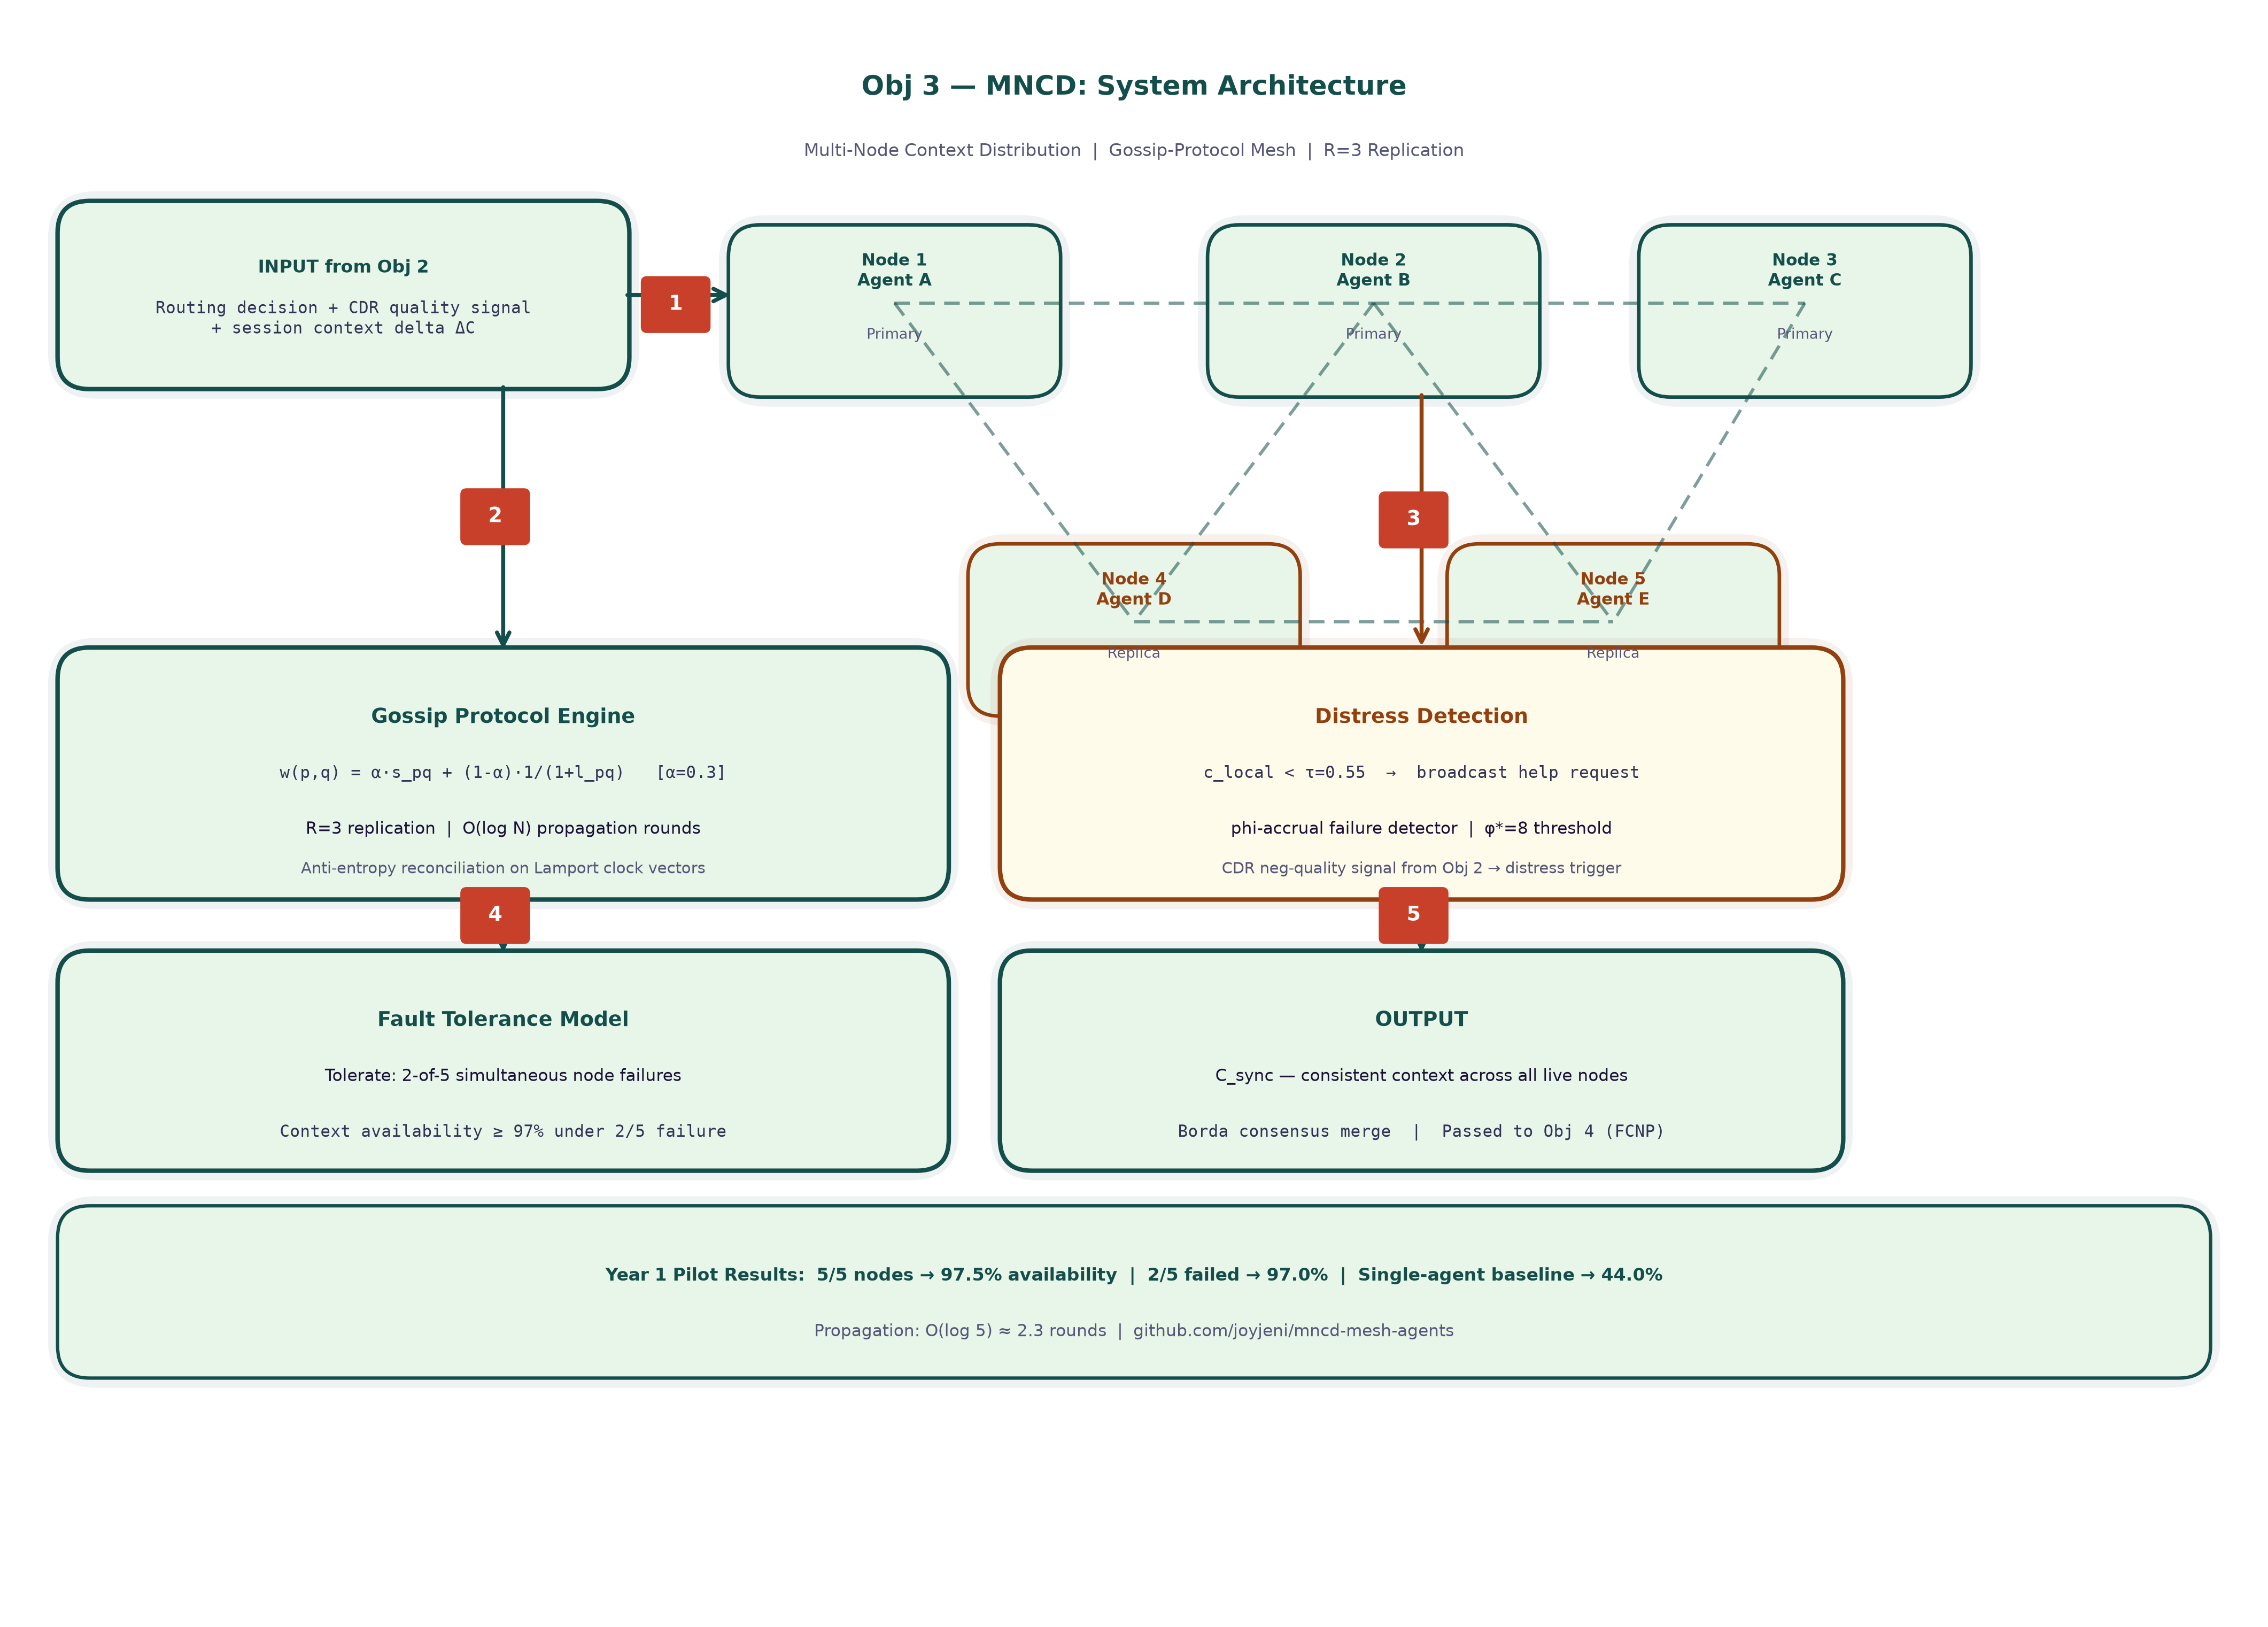 Obj 3 — MNCD: System Architecture
Multi-Node Context Distribution | Gossip-Protocol Mesh | R=3 Replication
INPUT from Obj 2
Routing decision + CDR quality signal
+ session context delta ΔC
1
Node 1
Agent A
Primary
Node 2
Agent B
Primary
Node 3
Agent C
Primary
2
3
Node 4
Agent D
Replica
Node 5
Agent E
Replica
Gossip Protocol Engine
w(p,q) = α·s_pq + (1-α)·1/(1+l_pq) [α=0.3]
R=3 replication | O(log N) propagation rounds
Anti-entropy reconciliation on Lamport clock vectors
Distress Detection
c_local < τ=0.55 → broadcast help request
phi-accrual failure detector | φ*=8 threshold
CDR neg-quality signal from Obj 2 → distress trigger
4
5
Fault Tolerance Model
Tolerate: 2-of-5 simultaneous node failures
Context availability ≥ 97% under 2/5 failure
OUTPUT
C_sync — consistent context across all live nodes
Borda consensus merge | Passed to Obj 4 (FCNP)
Year 1 Pilot Results: 5/5 nodes → 97.5% availability | 2/5 failed → 97.0% | Single-agent baseline → 44.0%
Propagation: O(log 5) ≈ 2.3 rounds | github.com/joyjeni/mncd-mesh-agents